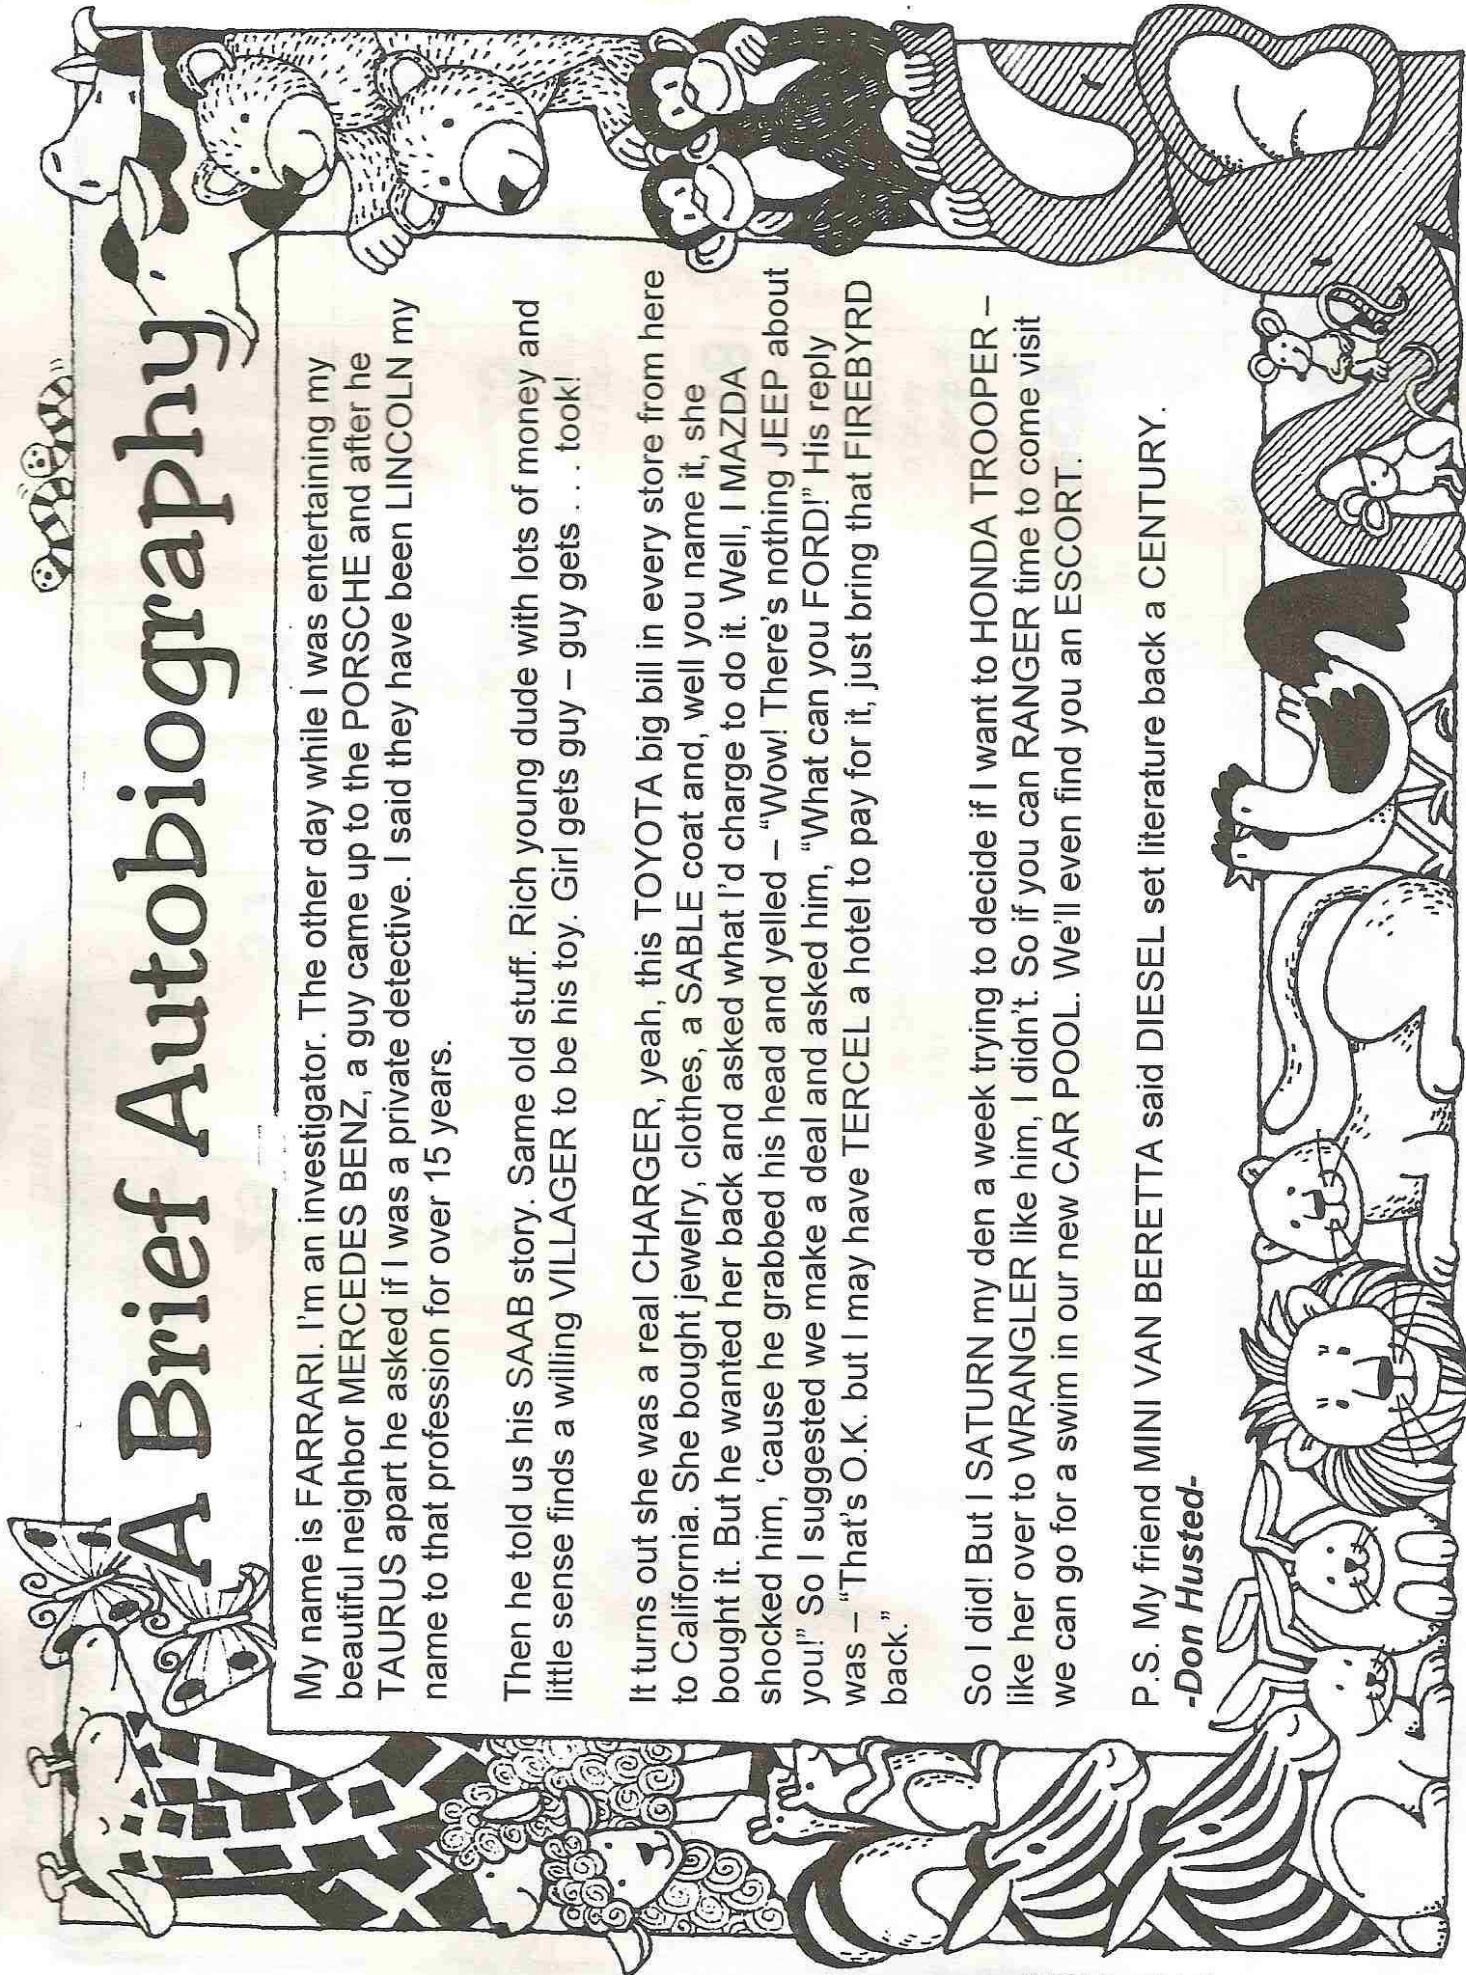 A Brief Autobiography
My name is FARRARI. I'm an investigator. The other day while I was entertaining my
beautiful neighbor MERCEDES BENZ, a guy came up to the PORSCHE and after he
TAURUS apart he asked if I was a private detective. I said they have been LINCOLN my
name to that profession for over 15 years.
Then he told us his SAAB story. Same old stuff. Rich young dude with lots of money and
little sense finds a willing VILLAGER to be his toy. Girl gets guy – guy gets . . . took!
It turns out she was a real CHARGER, yeah, this TOYOTA big bill in every store from here
to California. She bought jewelry, clothes, a SABLE coat and, well you name it, she
bought it. But he wanted her back and asked what I'd charge to do it. Well, I MAZDA
shocked him, 'cause he grabbed his head and yelled – "Wow! There's nothing JEEP about
you!" So I suggested we make a deal and asked him, "What can you FORD!" His reply
was – "That's O.K. but I may have TERCEL a hotel to pay for it, just bring that FIREBYRD
back."
So I did! But I SATURN my den a week trying to decide if I want to HONDA TROOPER –
like her over to WRANGLER like him, I didn't. So if you can RANGER time to come visit
we can go for a swim in our new CAR POOL. We'll even find you an ESCORT.
P.S. My friend MINI VAN BERETTA said DIESEL set literature back a CENTURY.
-Don Husted-